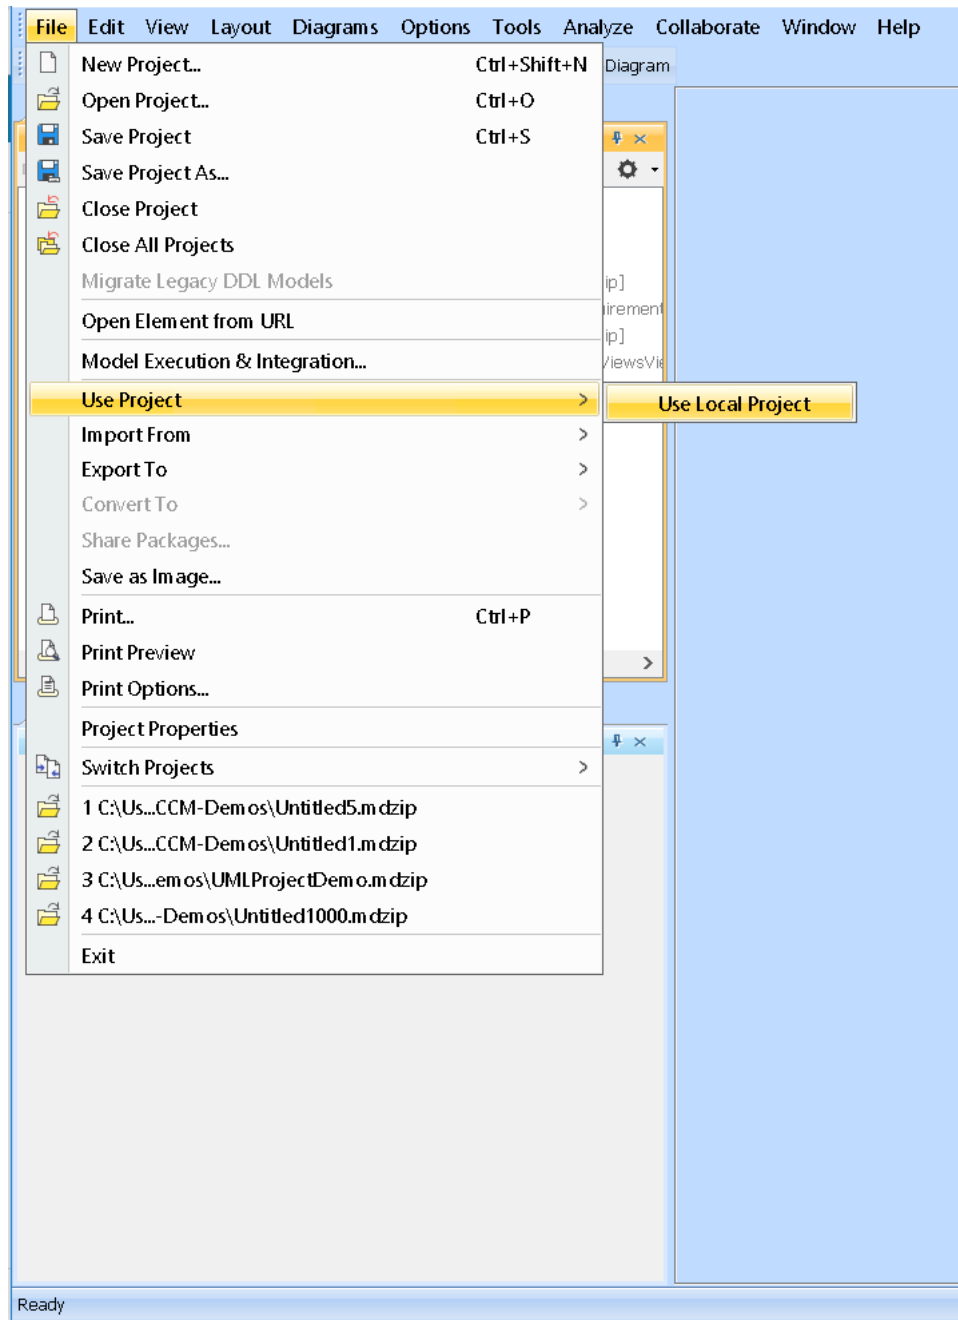 File Edit View Layout Diagrams Options Tools Analyze Collaborate Window Help
New Project... Ctrl+Shift+N
Diagram
Open Project... Ctrl+O
Save Project Ctrl+S
Save Project As...
Close Project
Close All Projects
Migrate Legacy DDL Models
ip]
irement
Open Element from URL
ip]
Model Execution & Integration...
/iewsVie
Use Project >
Use Local Project
Import From >
Export To >
Convert To >
Share Packages...
Save as Image...
Print... Ctrl+P
Print Preview
Print Options...
Project Properties
Switch Projects >
1 C:\Us...CCM-Demos\Untitled5.mdzip
2 C:\Us...CCM-Demos\Untitled1.mdzip
3 C:\Us...emos\UMLProjectDemo.mdzip
4 C:\Us...-Demos\Untitled1000.mdzip
Exit
Ready